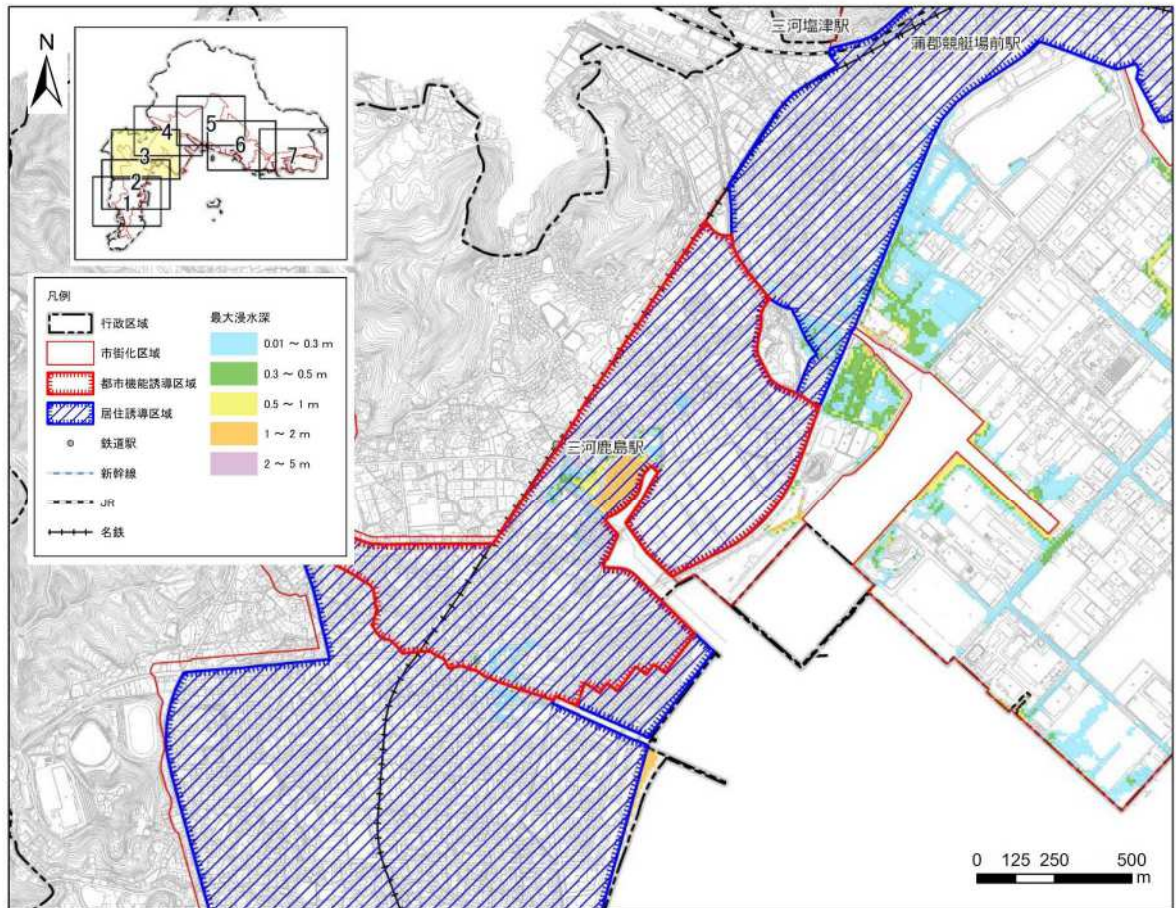 N
4
5
6
7
3
2
1
三河塩津駅
蒲郡競艇場前駅
三河鹿島駅
凡例
行政区域
市街化区域
都市機能誘導区域
居住誘導区域
鉄道駅
新幹線
JR
名鉄
最大浸水深
0.01 ～ 0.3 m
0.3 ～ 0.5 m
0.5 ～ 1 m
1 ～ 2 m
2 ～ 5 m
0 125 250 500
m